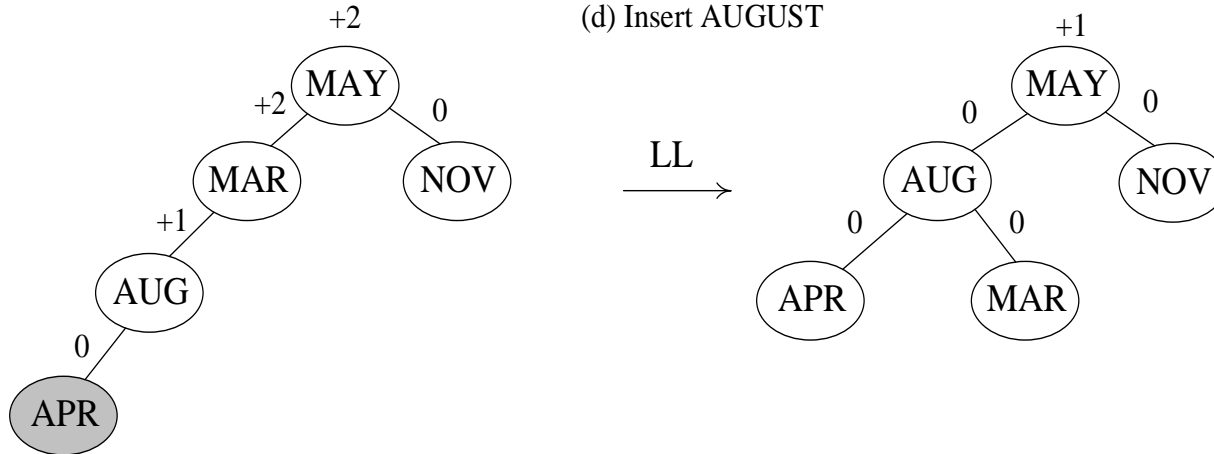 (d) Insert AUGUST
+2
MAY
+2
0
MAR
NOV
+1
AUG
0
APR
LL
+1
MAY
0
0
AUG
NOV
0
0
APR
MAR